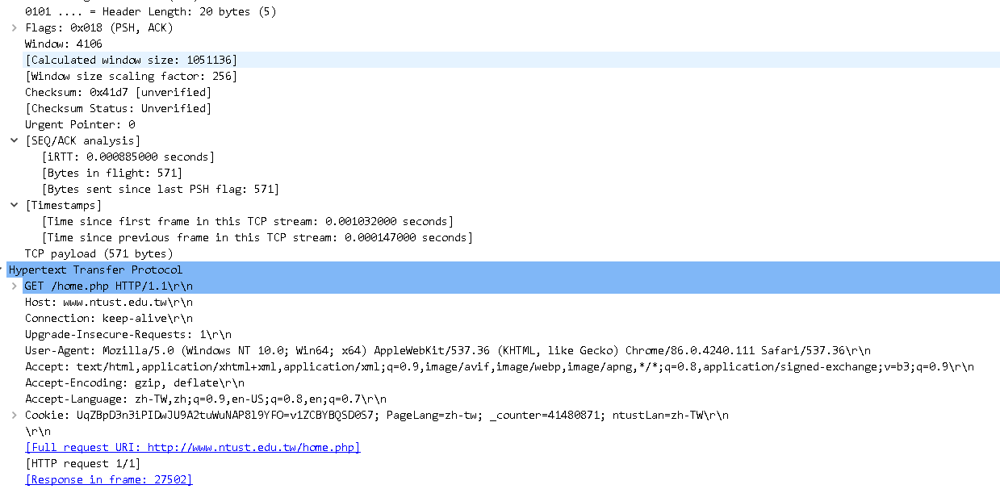 0101 .... = Header Length: 20 bytes (5)
Flags: 0x018 (PSH, ACK)
Window: 4106
[Calculated window size: 1051136]
[Window size scaling factor: 256]
Checksum: 0x41d7 [unverified]
[Checksum Status: Unverified]
Urgent Pointer: 0
[SEQ/ACK analysis]
[iRTT: 0.000885000 seconds]
[Bytes in flight: 571]
[Bytes sent since last PSH flag: 571]
[Timestamps]
[Time since first frame in this TCP stream: 0.001032000 seconds]
[Time since previous frame in this TCP stream: 0.000147000 seconds]
TCP payload (571 bytes)
Hypertext Transfer Protocol
GET /home.php HTTP/1.1\r\n
Host: www.ntust.edu.tw\r\n
Connection: keep-alive\r\n
Upgrade-Insecure-Requests: 1\r\n
User-Agent: Mozilla/5.0 (Windows NT 10.0; Win64; x64) AppleWebKit/537.36 (KHTML, like Gecko) Chrome/86.0.4240.111 Safari/537.36\r\n
Accept: text/html,application/xhtml+xml,application/xml;q=0.9,image/avif,image/webp,image/apng,*/*;q=0.8,application/signed-exchange;v=b3;q=0.9\r\n
Accept-Encoding: gzip, deflate\r\n
Accept-Language: zh-TW,zh;q=0.9,en-US;q=0.8,en;q=0.7\r\n
Cookie: UqZBpD3n3iPIDwJU9A2tuWuNAP8l9YFO=v1ZCBYBQSD0S7; PageLang=zh-tw; _counter=41480871; ntustLan=zh-TW\r\n
\r\n
[Full request URI: http://www.ntust.edu.tw/home.php]
[HTTP request 1/1]
[Response in frame: 27502]